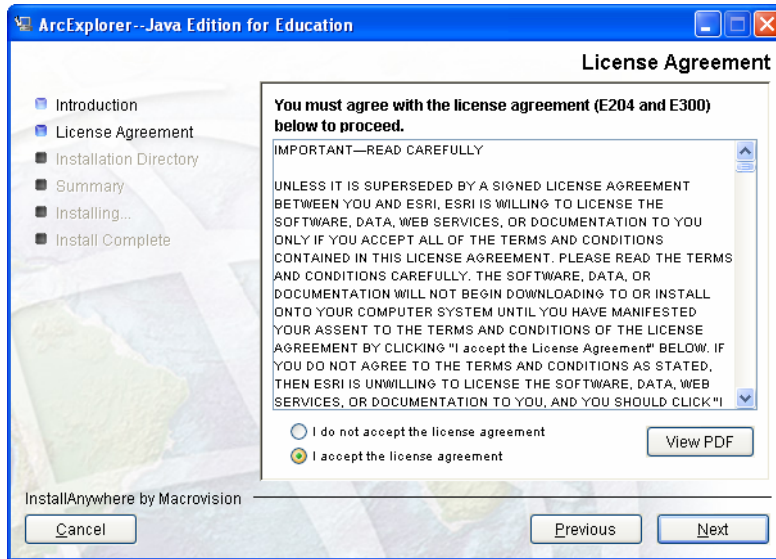 ArcExplorer--Java Edition for Education
License Agreement
Introduction
License Agreement
Installation Directory
Summary
Installing...
Install Complete
You must agree with the license agreement (E204 and E300)
below to proceed.
IMPORTANT—READ CAREFULLY
UNLESS IT IS SUPERSEDED BY A SIGNED LICENSE AGREEMENT
BETWEEN YOU AND ESRI, ESRI IS WILLING TO LICENSE THE
SOFTWARE, DATA, WEB SERVICES, OR DOCUMENTATION TO YOU
ONLY IF YOU ACCEPT ALL OF THE TERMS AND CONDITIONS
CONTAINED IN THIS LICENSE AGREEMENT. PLEASE READ THE TERMS
AND CONDITIONS CAREFULLY. THE SOFTWARE, DATA, OR
DOCUMENTATION WILL NOT BEGIN DOWNLOADING TO OR INSTALL
ONTO YOUR COMPUTER SYSTEM UNTIL YOU HAVE MANIFESTED
YOUR ASSENT TO THE TERMS AND CONDITIONS OF THE LICENSE
AGREEMENT BY CLICKING "I accept the License Agreement" BELOW. IF
YOU DO NOT AGREE TO THE TERMS AND CONDITIONS AS STATED,
THEN ESRI IS UNWILLING TO LICENSE THE SOFTWARE, DATA, WEB
SERVICES, OR DOCUMENTATION TO YOU, AND YOU SHOULD CLICK "I
I do not accept the license agreement
I accept the license agreement
View PDF
InstallAnywhere by Macrovision
Cancel
Previous
Next